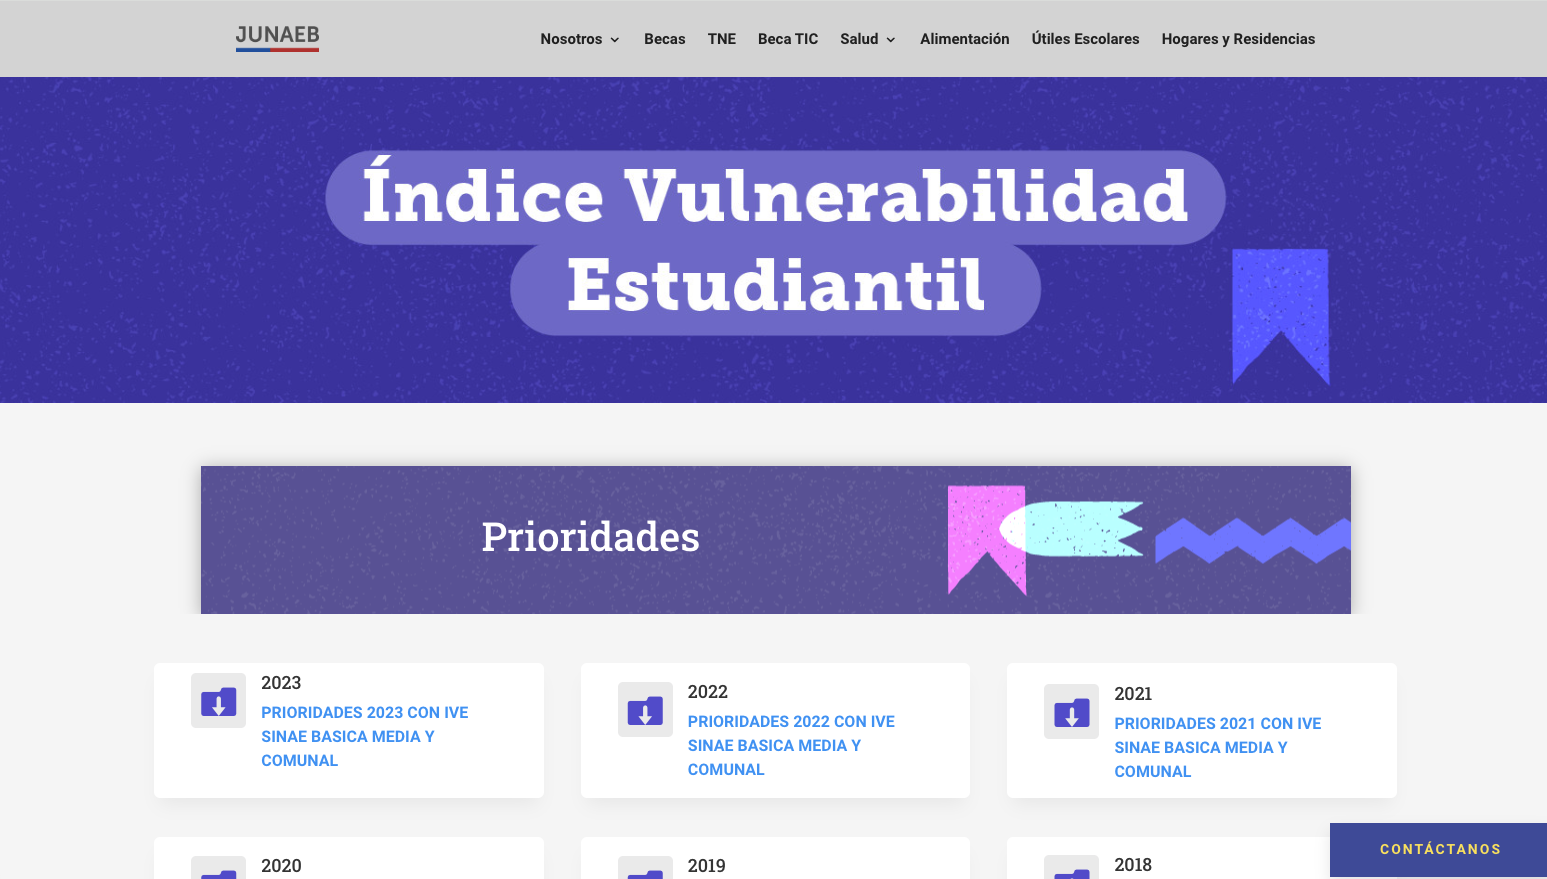 JUNAEB
Nosotros Becas TNE Beca TIC Salud Alimentación Útiles Escolares Hogares y Residencias
Índice Vulnerabilidad
Estudiantil
Prioridades
2023
PRIORIDADES 2023 CON IVE
SINAE BASICA MEDIA Y
COMUNAL
2022
PRIORIDADES 2022 CON IVE
SINAE BASICA MEDIA Y
COMUNAL
2021
PRIORIDADES 2021 CON IVE
SINAE BASICA MEDIA Y
COMUNAL
2020
2019
2018
CONTÁCTANOS